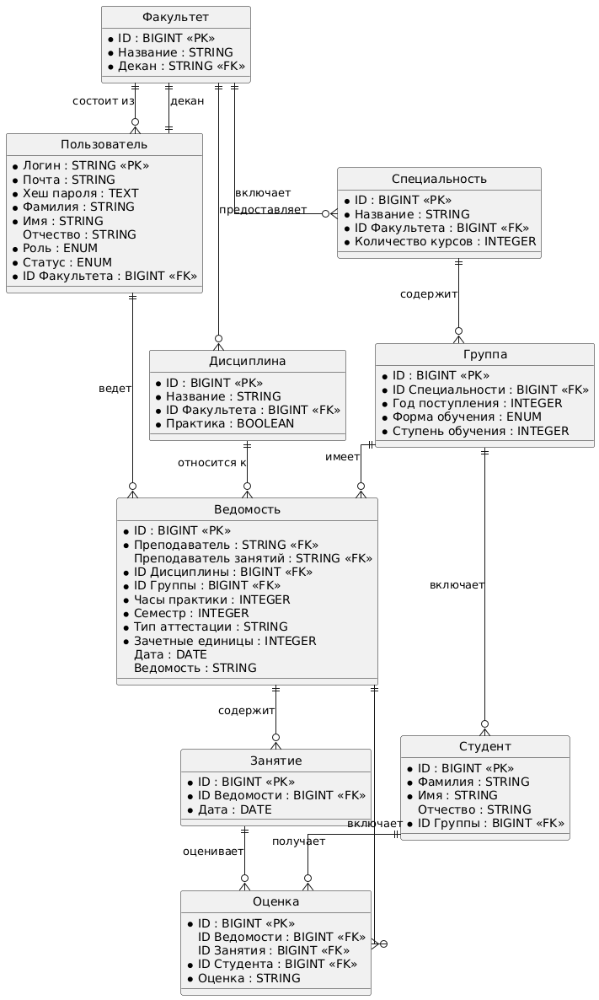 Факультет
ID : BIGINT «PK»
Название : STRING
Декан : STRING «FK»
состоит из
декан
Пользователь
Логин : STRING «PK»
Почта : STRING
Хеш пароля : TEXT
Фамилия : STRING
Имя : STRING
Отчество : STRING
Роль : ENUM
Статус : ENUM
ID Факультета : BIGINT «FK»
включает
предоставляет
Специальность
ID : BIGINT «PK»
Название : STRING
ID Факультета : BIGINT «FK»
Количество курсов : INTEGER
содержит
ведет
Дисциплина
ID : BIGINT «PK»
Название : STRING
ID Факультета : BIGINT «FK»
Практика : BOOLEAN
Группа
ID : BIGINT «PK»
ID Специальности : BIGINT «FK»
Год поступления : INTEGER
Форма обучения : ENUM
Ступень обучения : INTEGER
относится к
имеет
включает
Ведомость
ID : BIGINT «PK»
Преподаватель : STRING «FK»
Преподаватель занятий : STRING «FK»
ID Дисциплины : BIGINT «FK»
ID Группы : BIGINT «FK»
Часы практики : INTEGER
Семестр : INTEGER
Тип аттестации : STRING
Зачетные единицы : INTEGER
Дата : DATE
Ведомость : STRING
содержит
Занятие
ID : BIGINT «PK»
ID Ведомости : BIGINT «FK»
Дата : DATE
Студент
ID : BIGINT «PK»
Фамилия : STRING
Имя : STRING
Отчество : STRING
ID Группы : BIGINT «FK»
включает
оценивает
получает
Оценка
ID : BIGINT «PK»
ID Ведомости : BIGINT «FK»
ID Занятия : BIGINT «FK»
ID Студента : BIGINT «FK»
Оценка : STRING